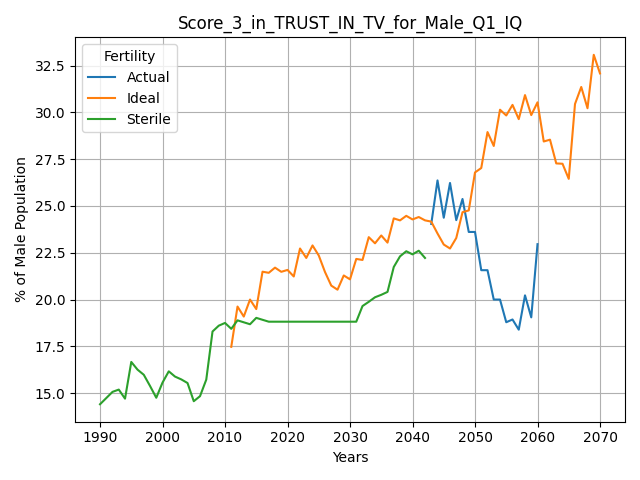 Score_3_in_TRUST_IN_TV_for_Male_Q1_IQ
Fertility
Actual
Ideal
Sterile
% of Male Population
32.5
30.0
27.5
25.0
22.5
20.0
17.5
15.0
1990 2000 2010 2020 2030 2040 2050 2060 2070
Years